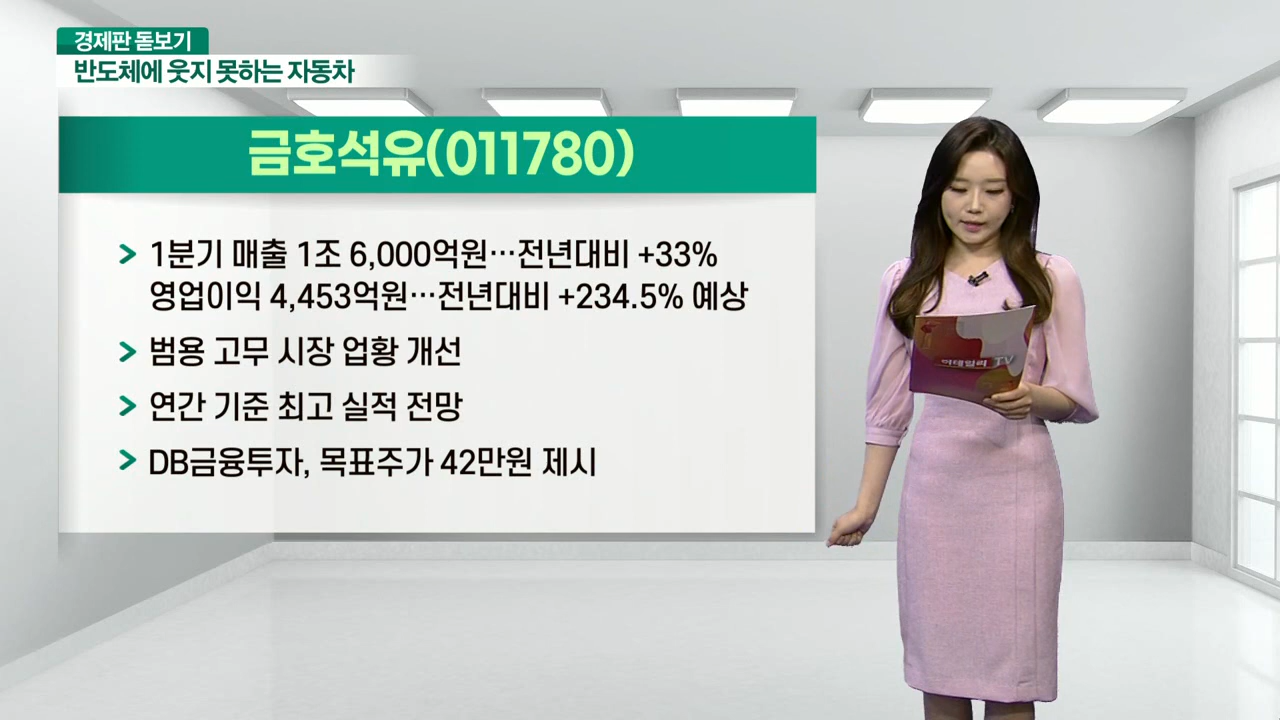 경제판 돋보기
반도체에 웃지 못하는 자동차
금호석유(011780)
1분기 매출 1조 6,000억원…전년대비 +33%
영업이익 4,453억원…전년대비 +234.5% 예상
범용 고무 시장 업황 개선
연간 기준 최고 실적 전망
DB금융투자, 목표주가 42만원 제시
이데일리 TV